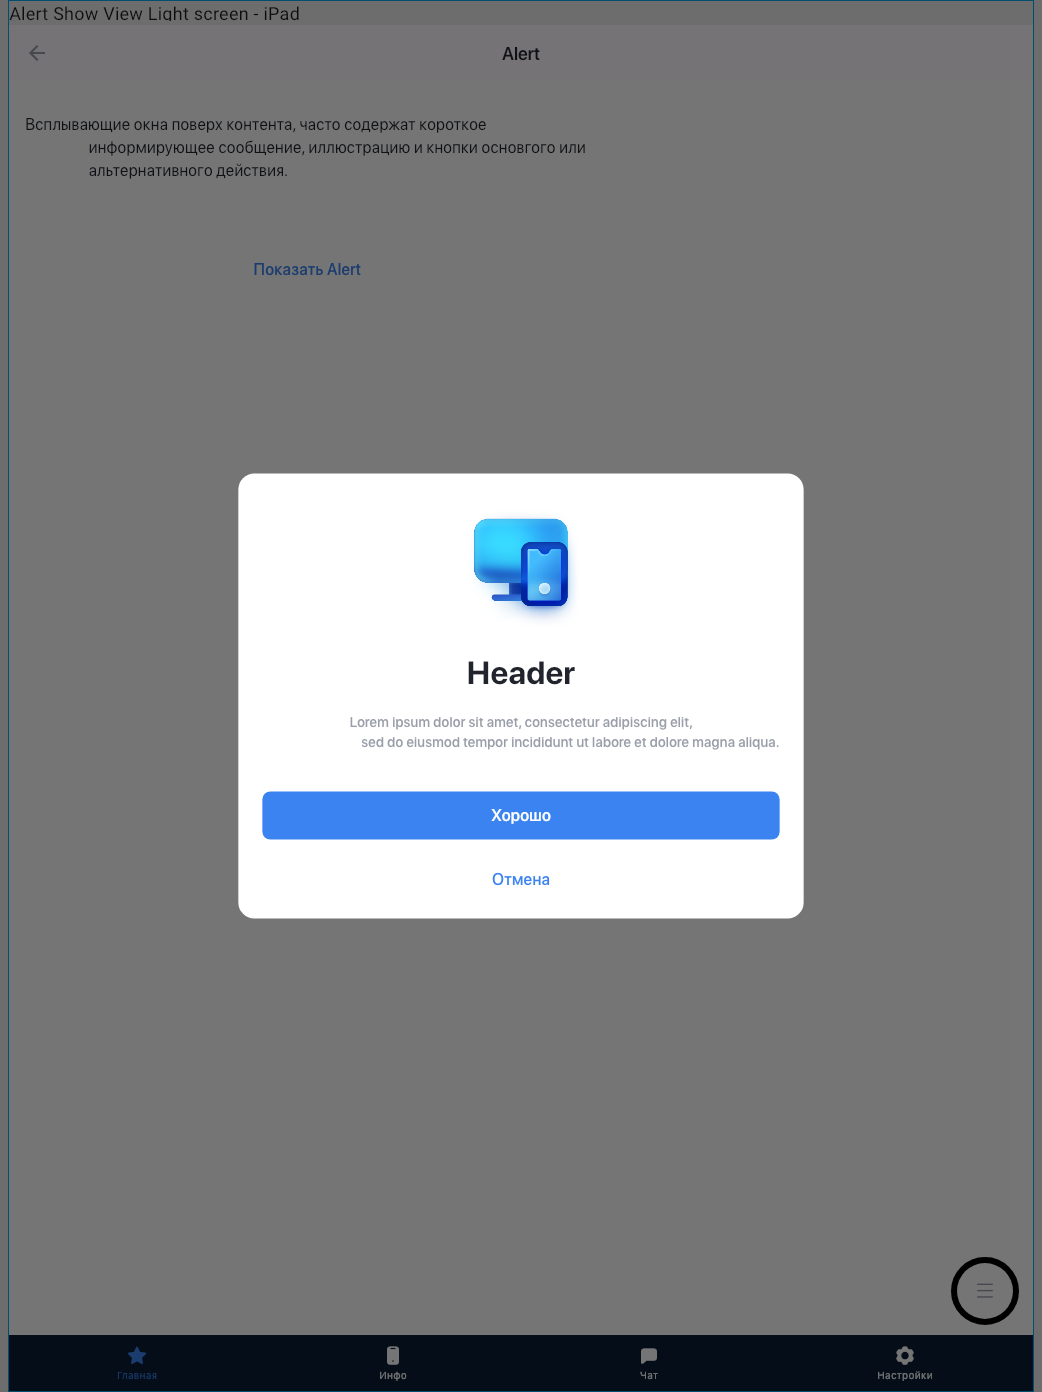 Alert Show View Light screen - iPad
Alert
Всплывающие окна поверх контента, часто содержат короткое
информирующее сообщение, иллюстрацию и кнопки основгого или
альтернативного действия.
Показать Alert
Header
Lorem ipsum dolor sit amet, consectetur adipiscing elit,
sed do eiusmod tempor incididunt ut labore et dolore magna aliqua.
Хорошо
Отмена
Главная
Инфо
Чат
Настройки